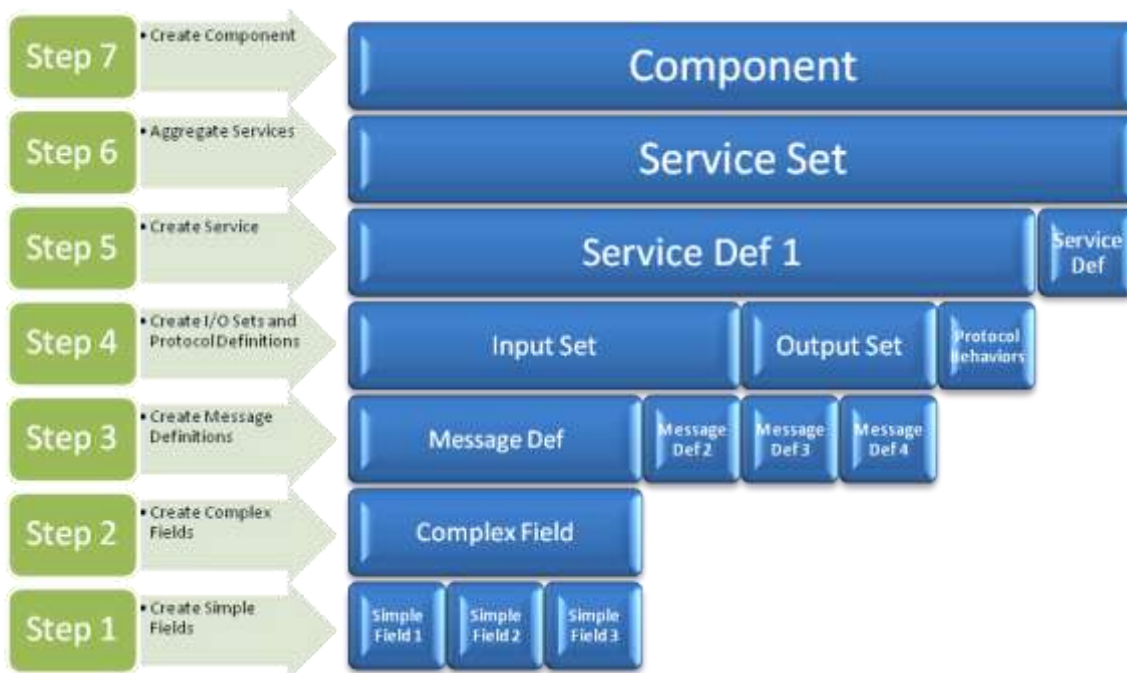 Step 7
• Create Component
Component
Step 6
• Aggregate Services
Service Set
Step 5
• Create Service
Service Def 1
Service
Def
Step 4
• Create I/O Sets and
Protocol Definitions
Input Set
Output Set
Protocol
Behaviors
Step 3
• Create Message
Definitions
Message Def
Message
Def 2
Message
Def 3
Message
Def 4
Step 2
• Create Complex
Fields
Complex Field
Step 1
• Create Simple
Fields
Simple
Field 1
Simple
Field 2
Simple
Field 3